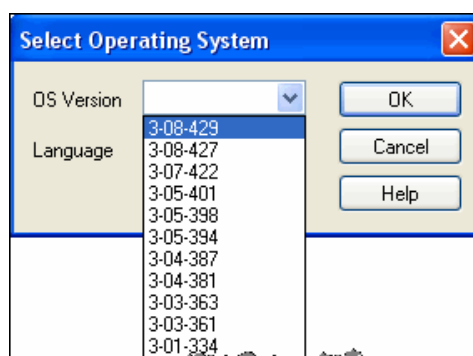 Select Operating System
OS Version
OK
3-08-429
Language
3-08-427
Cancel
3-07-422
3-05-401
Help
3-05-398
3-05-394
3-04-387
3-04-381
3-03-363
3-03-361
3-01-334